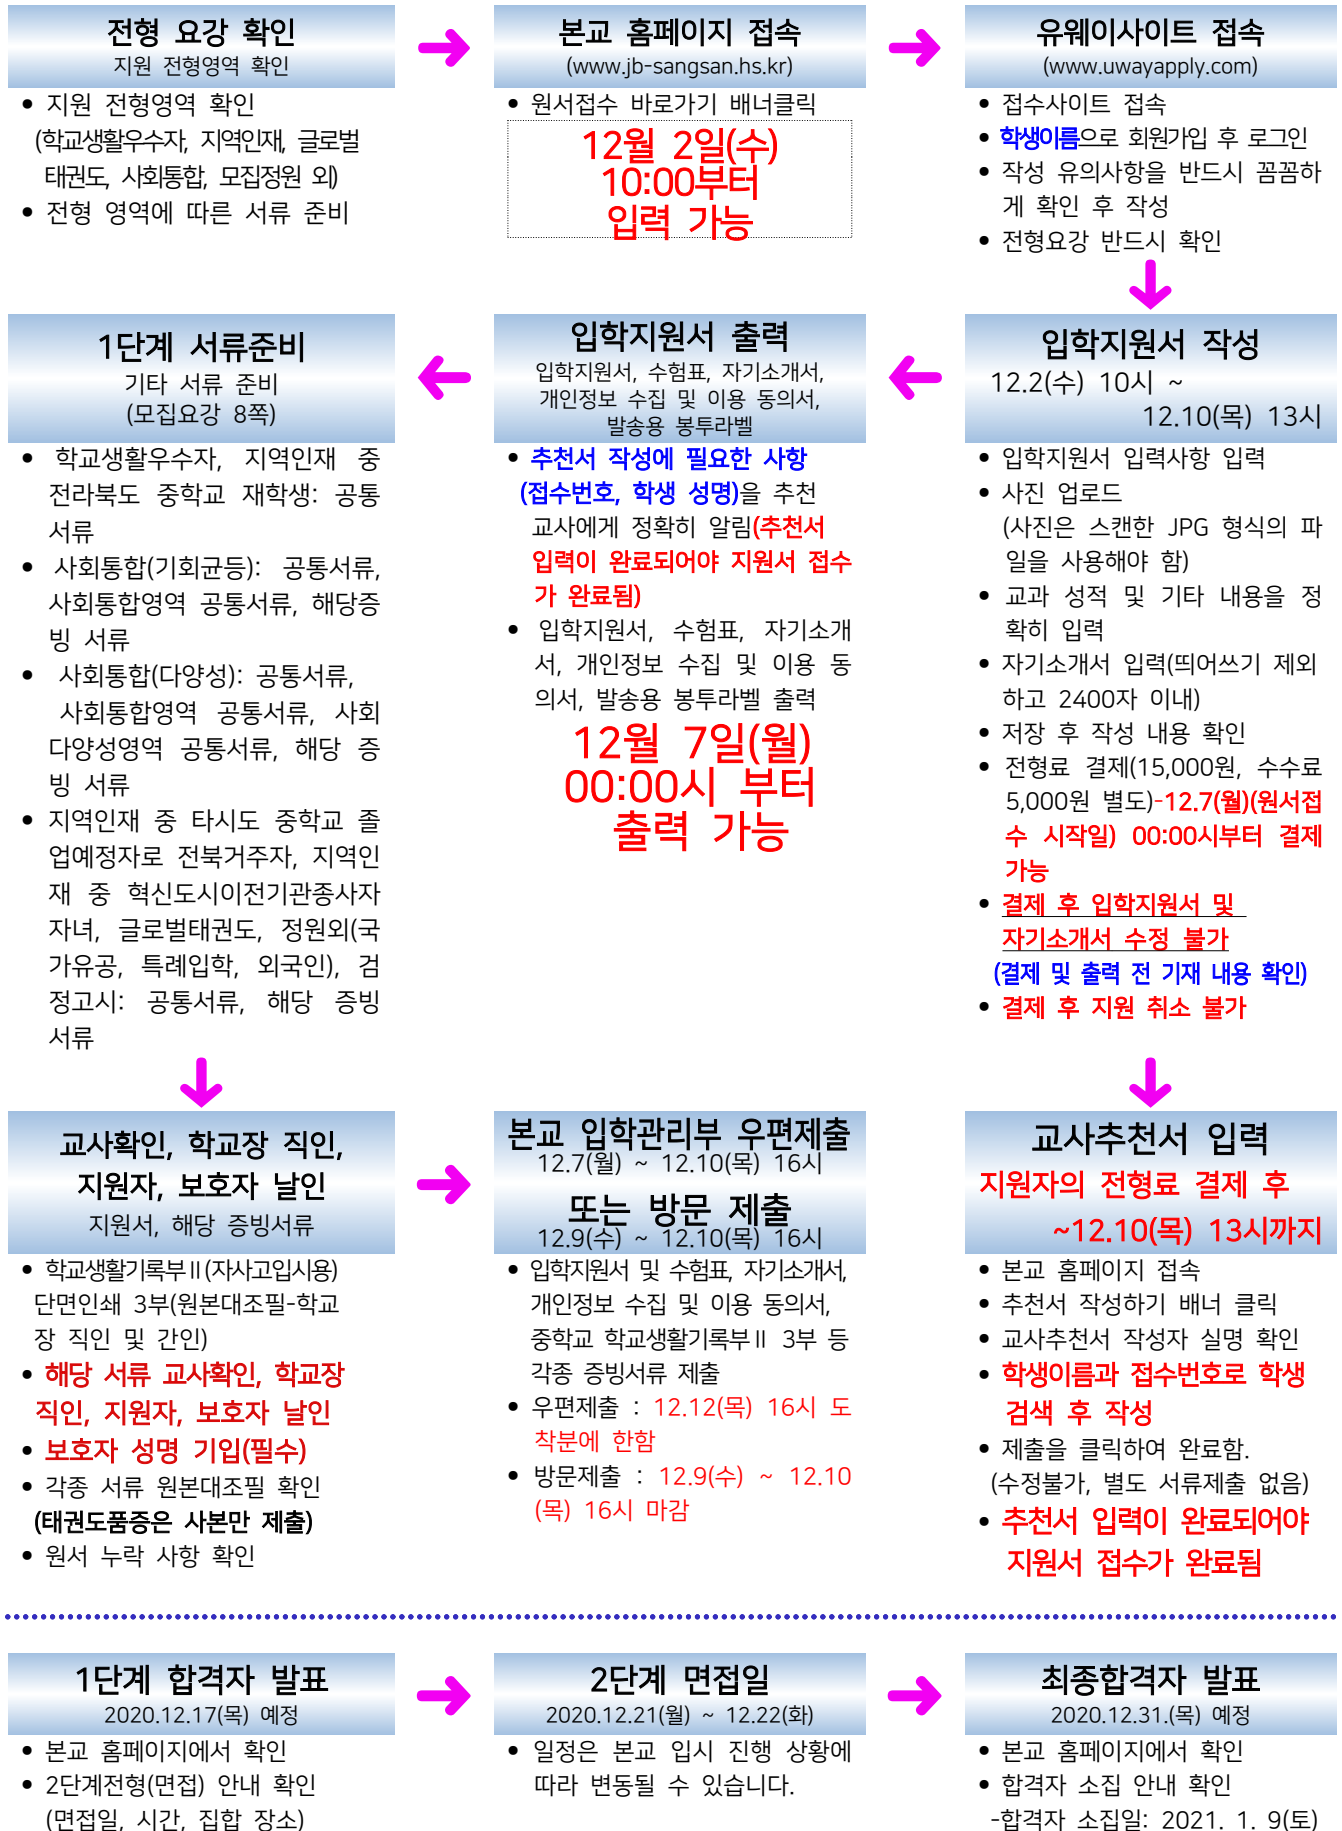 전형 요강 확인
지원 전형영역 확인
• 지원 전형영역 확인
(학교생활우수자, 지역인재, 글로벌
태권도, 사회통합, 모집정원 외)
• 전형 영역에 따른 서류 준비
본교 홈페이지 접속
(www.jb-sangsan.hs.kr)
• 원서접수 바로가기 배너클릭
12월 2일(수)
10:00부터
입력 가능
유웨이사이트 접속
(www.uwayapply.com)
• 접수사이트 접속
• 학생이름으로 회원가입 후 로그인
• 작성 유의사항을 반드시 꼼꼼하
게 확인 후 작성
• 전형요강 반드시 확인
입학지원서 작성
12.2(수) 10시 ~
12.10(목) 13시
• 입학지원서 입력사항 입력
• 사진 업로드
(사진은 스캔한 JPG 형식의 파
일을 사용해야 함)
• 교과 성적 및 기타 내용을 정
확히 입력
• 자기소개서 입력(띄어쓰기 제외
하고 2400자 이내)
• 저장 후 작성 내용 확인
• 전형료 결제(15,000원, 수수료
5,000원 별도)-12.7(월)(원서접
수 시작일) 00:00시부터 결제
가능
• 결제 후 입학지원서 및
자기소개서 수정 불가
(결제 및 출력 전 기재 내용 확인)
• 결제 후 지원 취소 불가
입학지원서 출력
입학지원서, 수험표, 자기소개서,
개인정보 수집 및 이용 동의서,
발송용 봉투라벨
• 추천서 작성에 필요한 사항
(접수번호, 학생 성명)을 추천
교사에게 정확히 알림(추천서
입력이 완료되어야 지원서 접수
가 완료됨)
• 입학지원서, 수험표, 자기소개
서, 개인정보 수집 및 이용 동
의서, 발송용 봉투라벨 출력
12월 7일(월)
00:00시 부터
출력 가능
1단계 서류준비
기타 서류 준비
(모집요강 8쪽)
• 학교생활우수자, 지역인재 중
전라북도 중학교 재학생: 공통
서류
• 사회통합(기회균등): 공통서류,
사회통합영역 공통서류, 해당증
빙 서류
• 사회통합(다양성): 공통서류,
사회통합영역 공통서류, 사회
다양성영역 공통서류, 해당 증
빙 서류
• 지역인재 중 타시도 중학교 졸
업예정자로 전북거주자, 지역인
재 중 혁신도시이전기관종사자
자녀, 글로벌태권도, 정원외(국
가유공, 특례입학, 외국인), 검
정고시: 공통서류, 해당 증빙
서류
교사확인, 학교장 직인,
지원자, 보호자 날인
지원서, 해당 증빙서류
• 학교생활기록부Ⅱ(자사고입시용)
단면인쇄 3부(원본대조필-학교
장 직인 및 간인)
• 해당 서류 교사확인, 학교장
직인, 지원자, 보호자 날인
• 보호자 성명 기입(필수)
• 각종 서류 원본대조필 확인
(태권도품증은 사본만 제출)
• 원서 누락 사항 확인
본교 입학관리부 우편제출
12.7(월) ~ 12.10(목) 16시
또는 방문 제출
12.9(수) ~ 12.10(목) 16시
• 입학지원서 및 수험표, 자기소개서,
개인정보 수집 및 이용 동의서,
중학교 학교생활기록부Ⅱ 3부 등
각종 증빙서류 제출
• 우편제출 : 12.12(목) 16시 도
착분에 한함
• 방문제출 : 12.9(수) ~ 12.10
(목) 16시 마감
교사추천서 입력
지원자의 전형료 결제 후
~12.10(목) 13시까지
• 본교 홈페이지 접속
• 추천서 작성하기 배너 클릭
• 교사추천서 작성자 실명 확인
• 학생이름과 접수번호로 학생
검색 후 작성
• 제출을 클릭하여 완료함.
(수정불가, 별도 서류제출 없음)
• 추천서 입력이 완료되어야
지원서 접수가 완료됨
1단계 합격자 발표
2020.12.17(목) 예정
• 본교 홈페이지에서 확인
• 2단계전형(면접) 안내 확인
(면접일, 시간, 집합 장소)
2단계 면접일
2020.12.21(월) ~ 12.22(화)
• 일정은 본교 입시 진행 상황에
따라 변동될 수 있습니다.
최종합격자 발표
2020.12.31.(목) 예정
• 본교 홈페이지에서 확인
• 합격자 소집 안내 확인
-합격자 소집일: 2021. 1. 9(토)